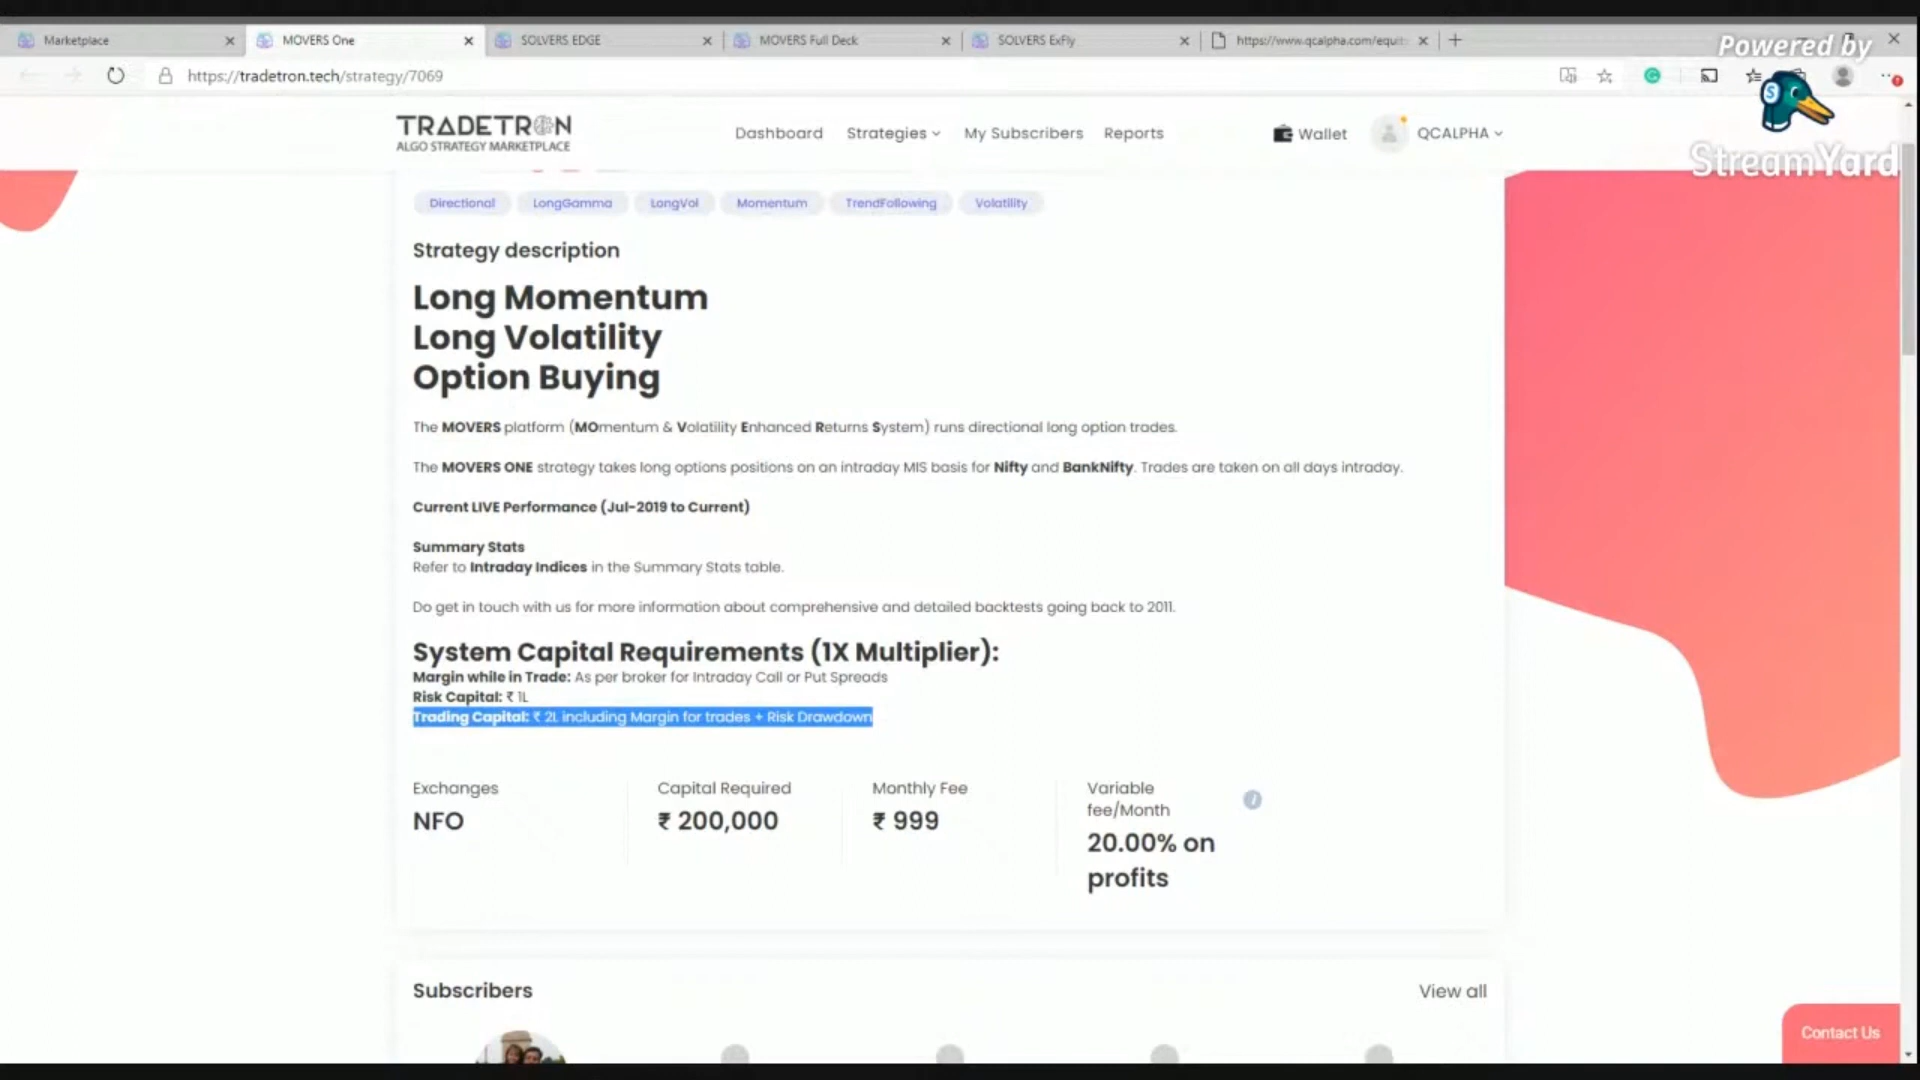 Marketplace
MOVERS One
SOLVERS EDGE
MOVERS Full Deck
SOLVERS ExFly
https://www.qcalpha.com/equit
Powered by
StreamYard
https://tradetron.tech/strategy/7069
TRADETRON
ALGO STRATEGY MARKETPLACE
Dashboard
Strategies
My Subscribers
Reports
Wallet
QCALPHA
Directional
LongGamma
LongVol
Momentum
TrendFollowing
Volatility
Strategy description
Long Momentum
Long Volatility
Option Buying
The MOVERS platform (MOmentum & Volatility Enhanced Returns System) runs directional long option trades.
The MOVERS ONE strategy takes long options positions on an intraday MIS basis for Nifty and BankNifty. Trades are taken on all days intraday.
Current LIVE Performance (Jul-2019 to Current)
Summary Stats
Refer to Intraday Indices in the Summary Stats table.
Do get in touch with us for more information about comprehensive and detailed backtests going back to 2011.
System Capital Requirements (1X Multiplier):
Margin while in Trade: As per broker for Intraday Call or Put Spreads
Risk Capital: ₹ 1L
Trading Capital: ₹ 2L including Margin for trades + Risk Drawdown
Exchanges
NFO
Capital Required
₹ 200,000
Monthly Fee
₹ 999
Variable
fee/Month
20.00% on
profits
Subscribers
View all
Contact Us